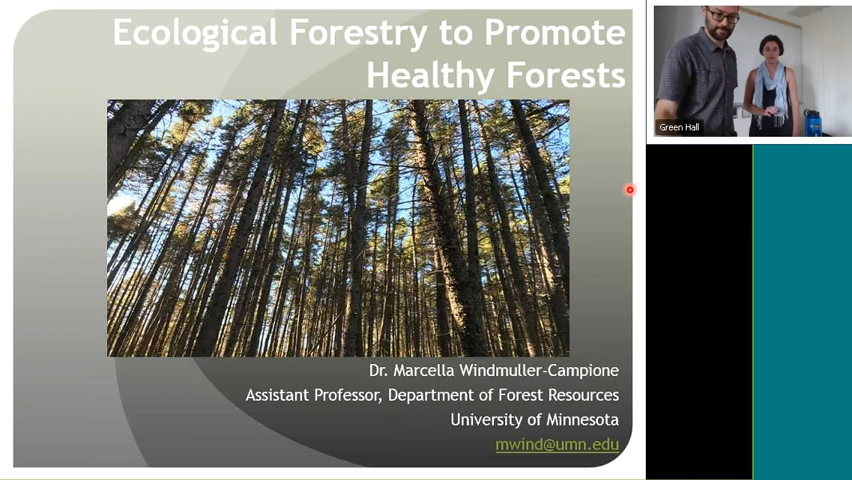 Ecological Forestry to Promote
Healthy Forests
Green Hall
Dr. Marcella Windmuller-Campione
Assistant Professor, Department of Forest Resources
University of Minnesota
mwind@umn.edu